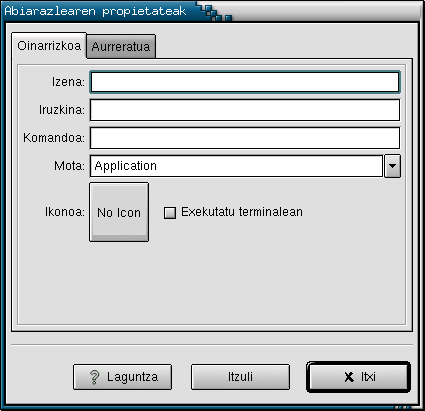 Abiarazlearen propietateak
Oinarrizkoa Aurreratua
Izena:
Iruzkina:
Komandoa:
Mota: Application
Ikonoa: No Icon Exekutatu terminalean
? Laguntza Itzuli X Itxi